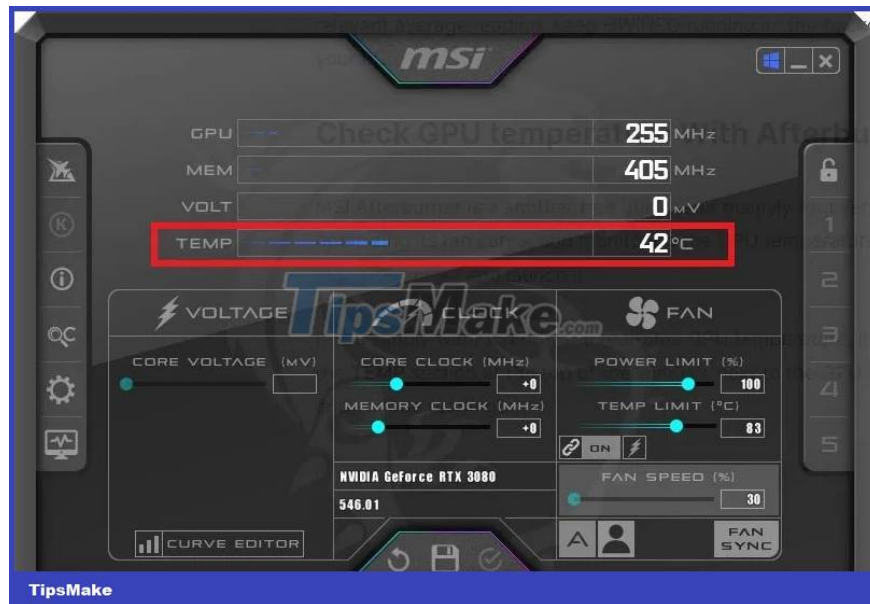 msi
GPU 255 MHz
MEM 405 MHz
VOLT 0 MV
TEMP 42 °C
Check GPU temperature With Afterbu
TipsMake.com
VOLTAGE
CLOCK
FAN
CORE VOLTAGE (MV)
CORE CLOCK (MHz)
+0
MEMORY CLOCK (MHz)
+0
POWER LIMIT (%)
100
TEMP LIMIT (°C)
83
ON
NVIDIA GeForce RTX 3080
546.01
FAN SPEED (%)
30
A
FAN
SYNC
CURVE EDITOR
K
i
OC
1
2
3
4
5
TipsMake